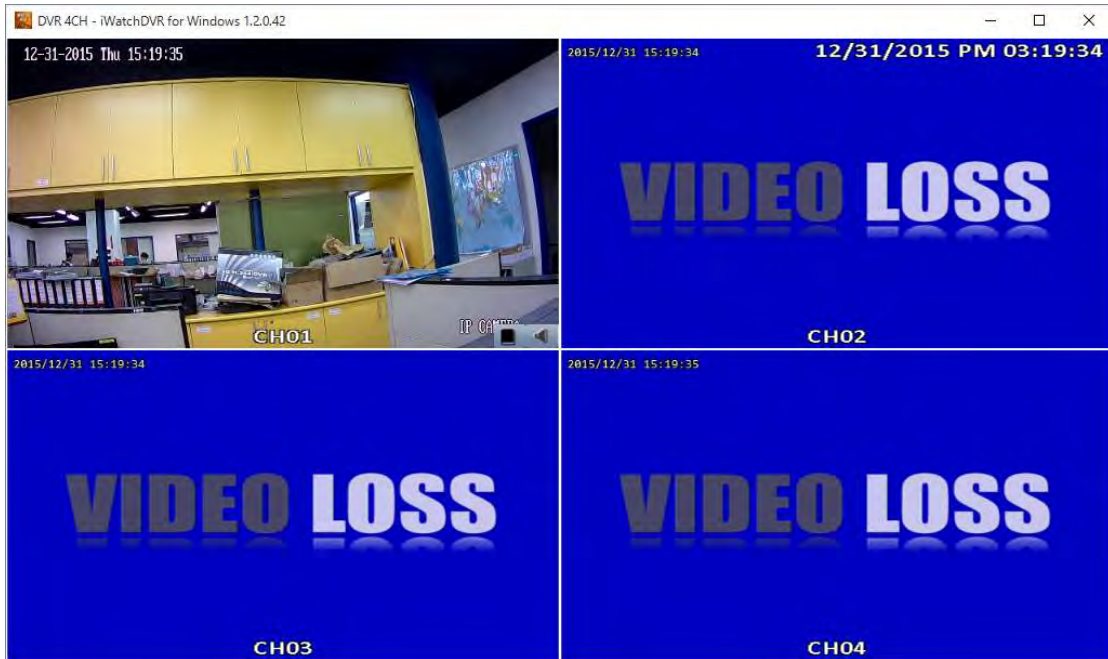 DVR 4CH - iWatchDVR for Windows 1.2.0.42
12-31-2015 Thu 15:19:35
CH01
2015/12/31 15:19:34
12/31/2015 PM 03:19:34
VIDEO LOSS
CH02
2015/12/31 15:19:34
VIDEO LOSS
CH03
2015/12/31 15:19:35
VIDEO LOSS
CH04